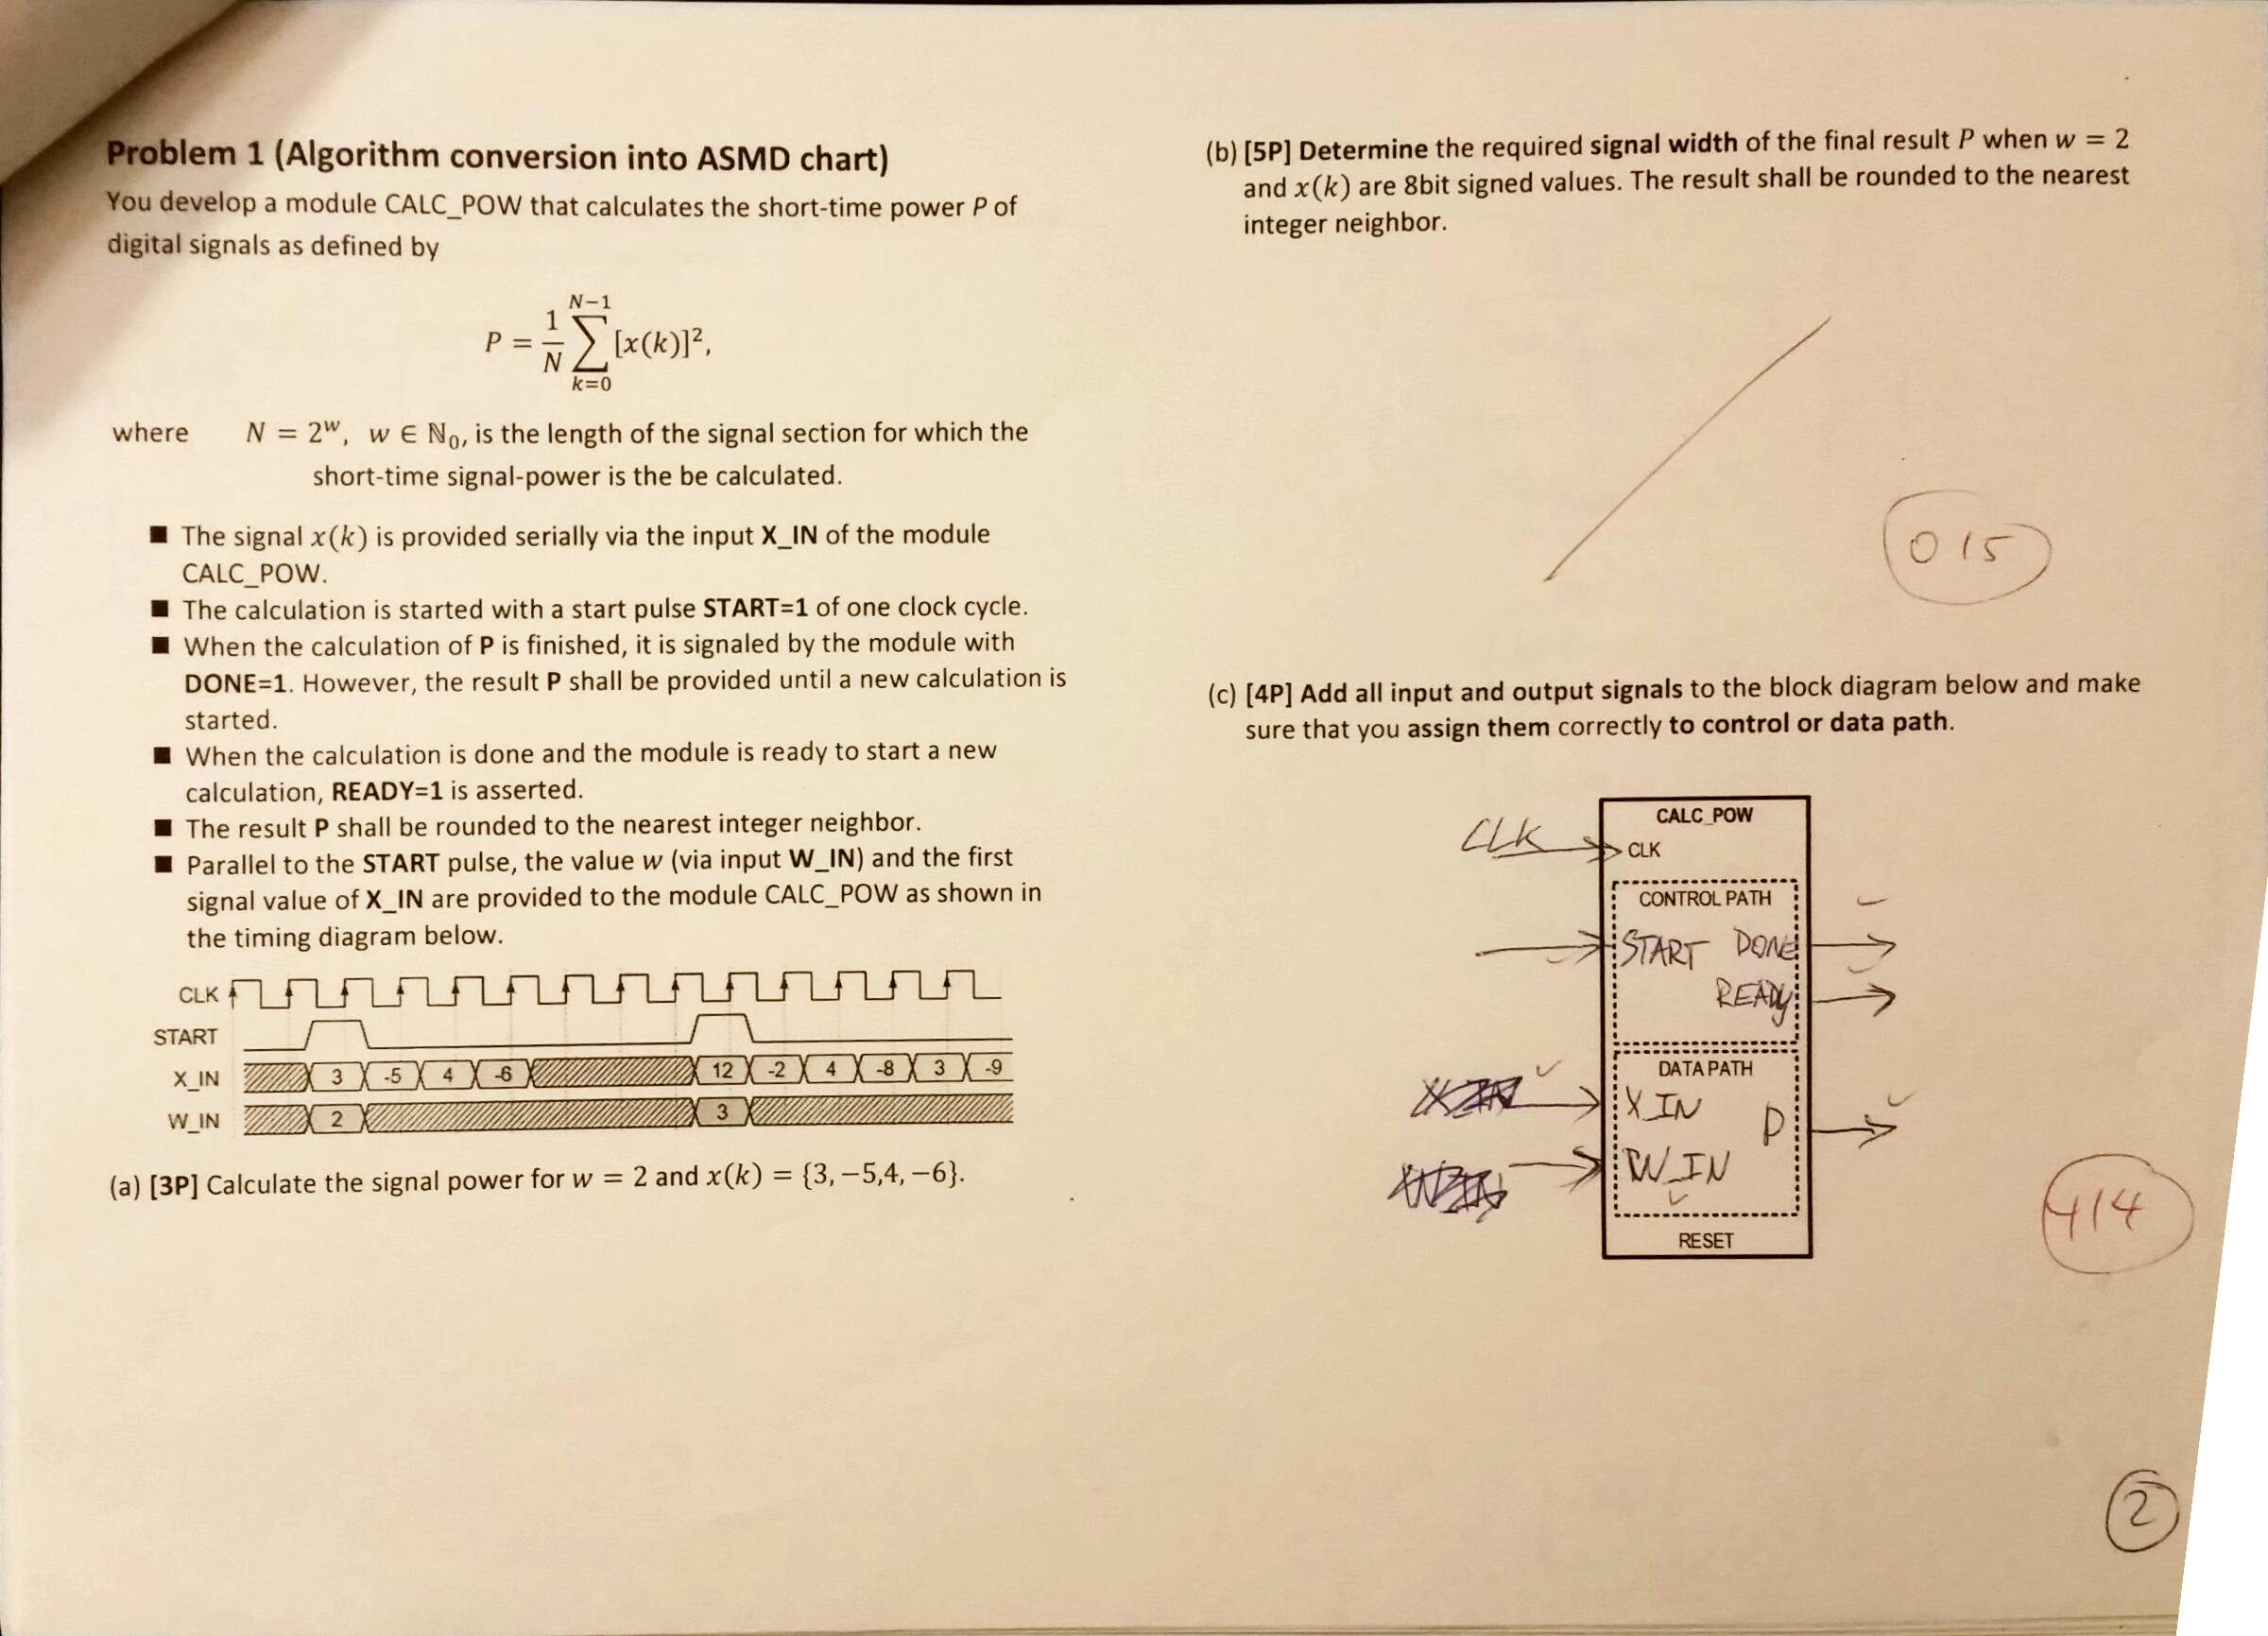 Problem 1 (Algorithm conversion into ASMD chart)
You develop a module CALC_POW that calculates the short-time power P of
digital signals as defined by
P = 1/N ∑_{k=0}^{N−1} [x(k)]²,
where N = 2^w, w ∈ ℕ₀, is the length of the signal section for which the
short-time signal-power is the be calculated.
■ The signal x(k) is provided serially via the input X_IN of the module
CALC_POW.
■ The calculation is started with a start pulse START=1 of one clock cycle.
■ When the calculation of P is finished, it is signaled by the module with
DONE=1. However, the result P shall be provided until a new calculation is
started.
■ When the calculation is done and the module is ready to start a new
calculation, READY=1 is asserted.
■ The result P shall be rounded to the nearest integer neighbor.
■ Parallel to the START pulse, the value w (via input W_IN) and the first
signal value of X_IN are provided to the module CALC_POW as shown in
the timing diagram below.
CLK
START
X_IN 3 -5 4 -6 12 -2 4 -8 3 -9
W_IN 2 3
(a) [3P] Calculate the signal power for w = 2 and x(k) = {3, −5,4, −6}.
(b) [5P] Determine the required signal width of the final result P when w = 2
and x(k) are 8bit signed values. The result shall be rounded to the nearest
integer neighbor.
0/5
(c) [4P] Add all input and output signals to the block diagram below and make
sure that you assign them correctly to control or data path.
CALC_POW
CLK CLK
CONTROL PATH
START DONE
READY
DATA PATH
X_IN
P
W_IN
RESET
4/4
2